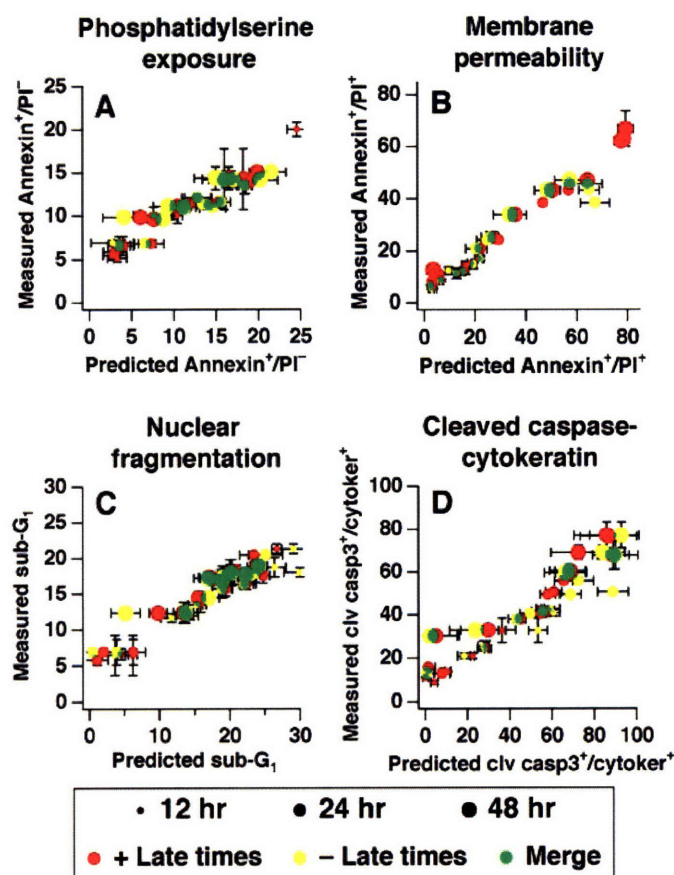 Phosphatidylserine exposure
Membrane permeability
A
Measured Annexin⁺/PI⁻
25
20
15
10
5
0
0 5 10 15 20 25
Predicted Annexin⁺/PI⁻
B
Measured Annexin⁺/PI⁺
80
60
40
20
0
0 20 40 60 80
Predicted Annexin⁺/PI⁺
Nuclear fragmentation
Cleaved caspase-cytokeratin
C
Measured sub-G₁
30
25
20
15
10
5
0
0 10 20 30
Predicted sub-G₁
D
Measured clv casp3⁺/cytoker⁺
100
80
60
40
20
0
0 20 40 60 80 100
Predicted clv casp3⁺/cytoker⁺
12 hr 24 hr 48 hr
+ Late times − Late times Merge